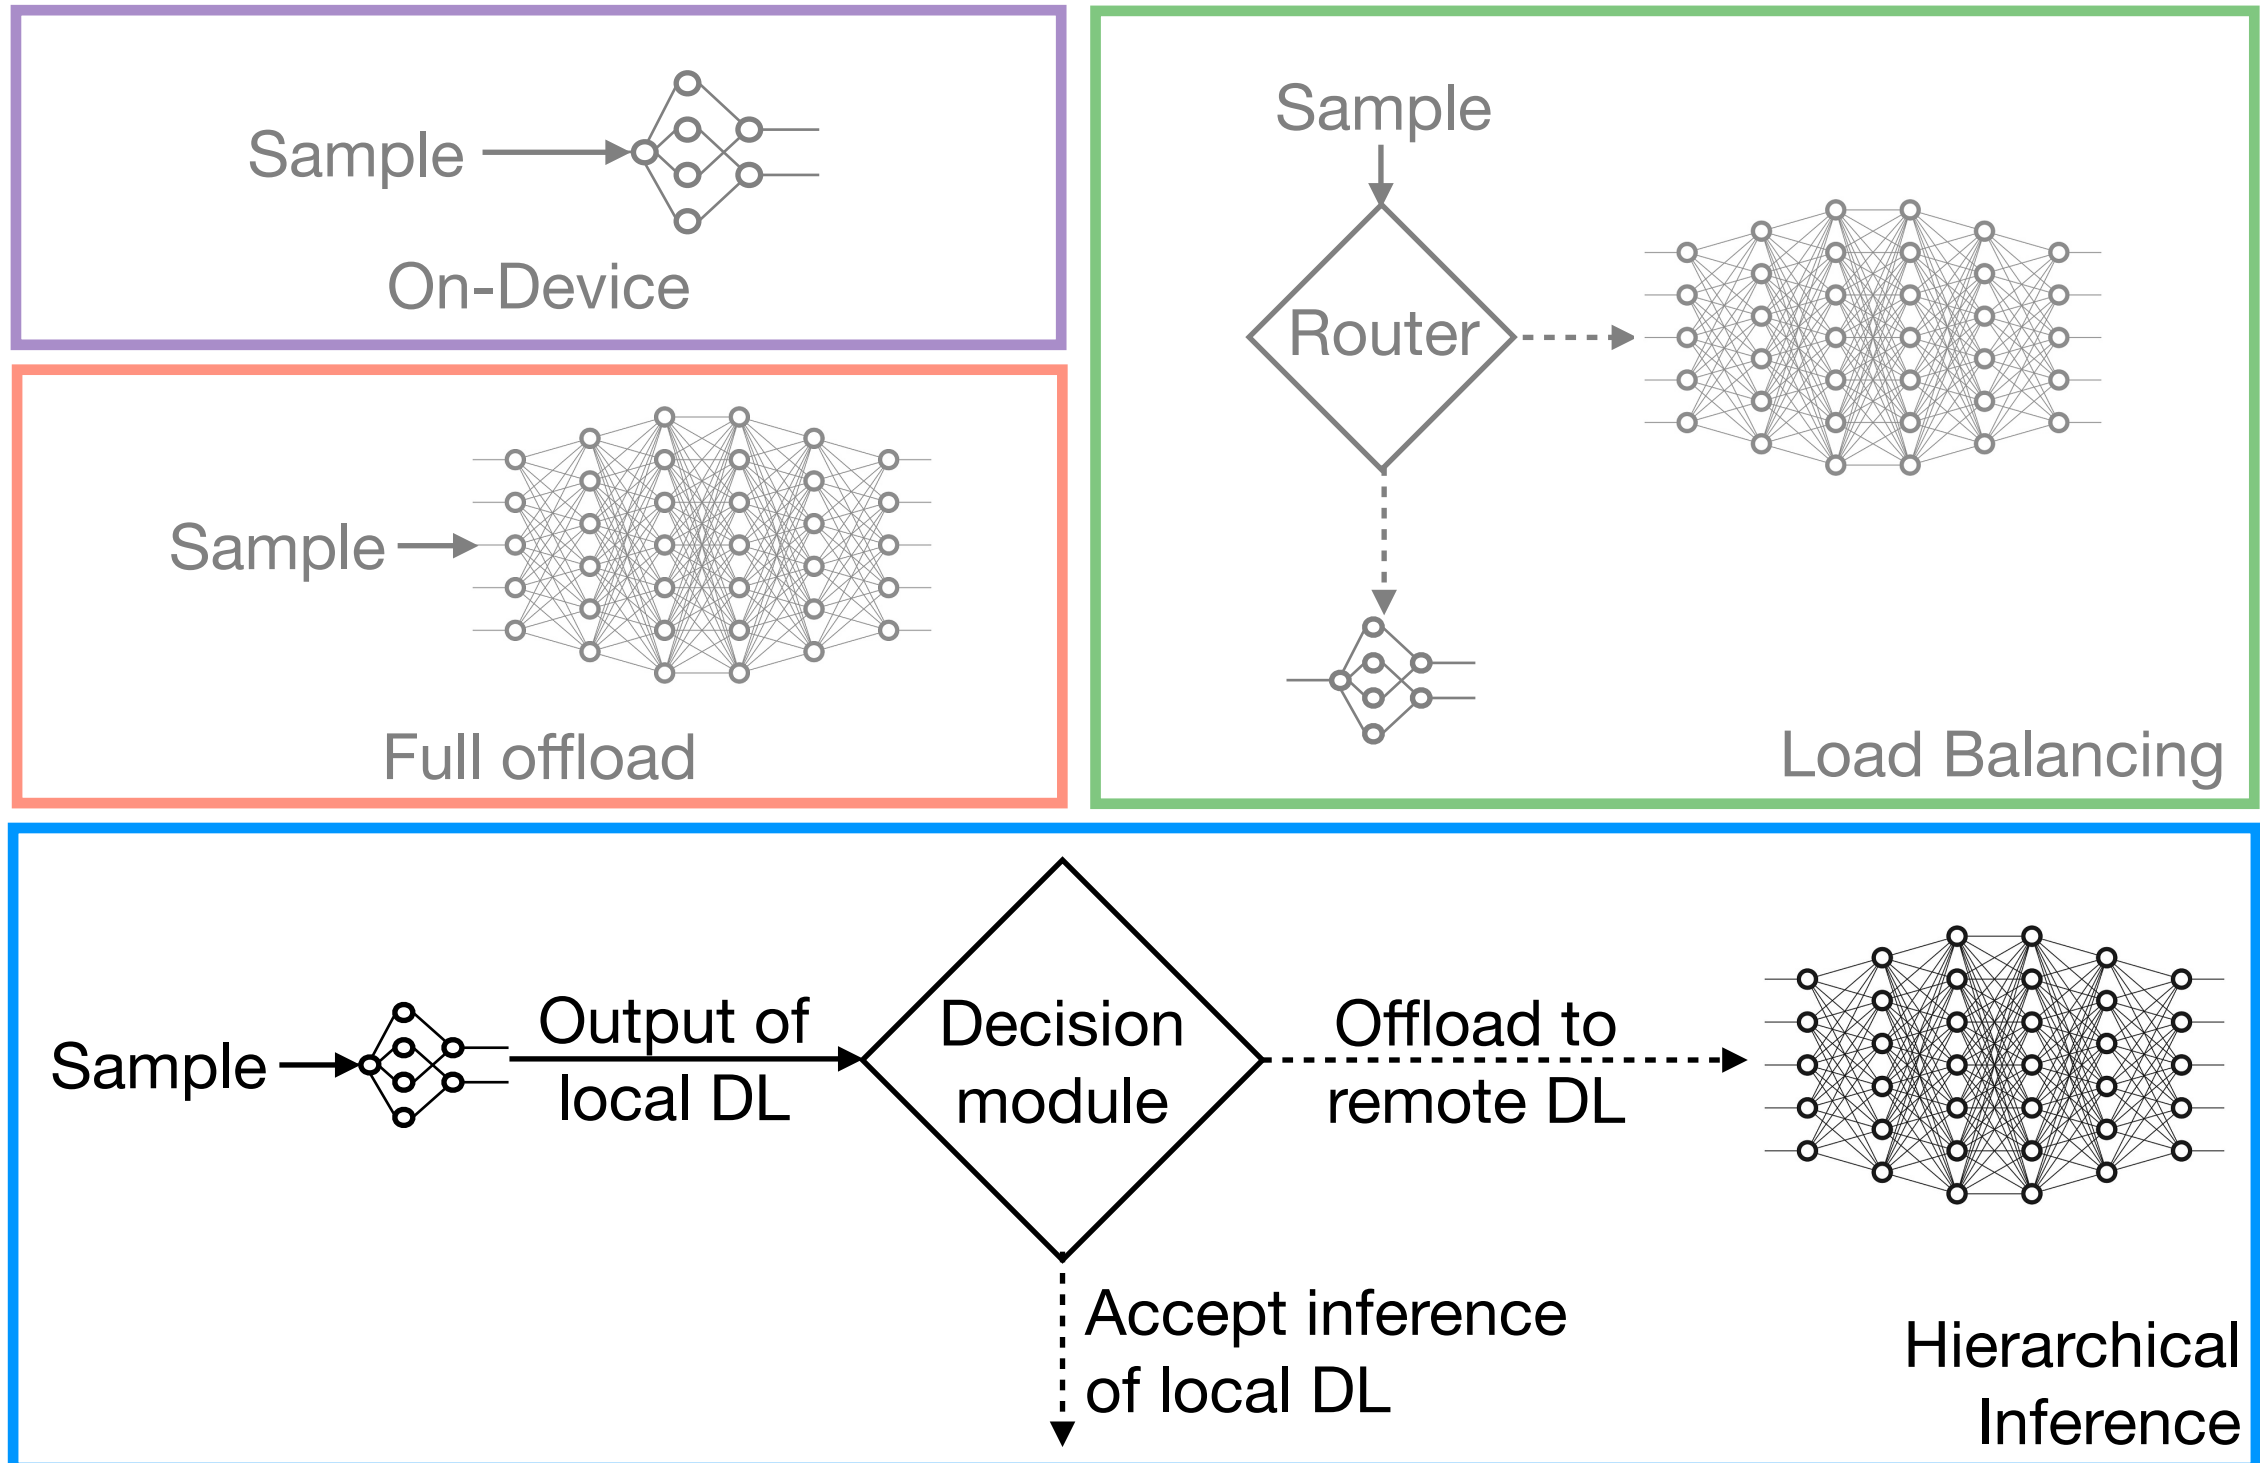 Sample
On-Device
Sample
Full offload
Sample
Router
Load Balancing
Sample
Output of
local DL
Decision
module
Offload to
remote DL
Accept inference
of local DL
Hierarchical
Inference